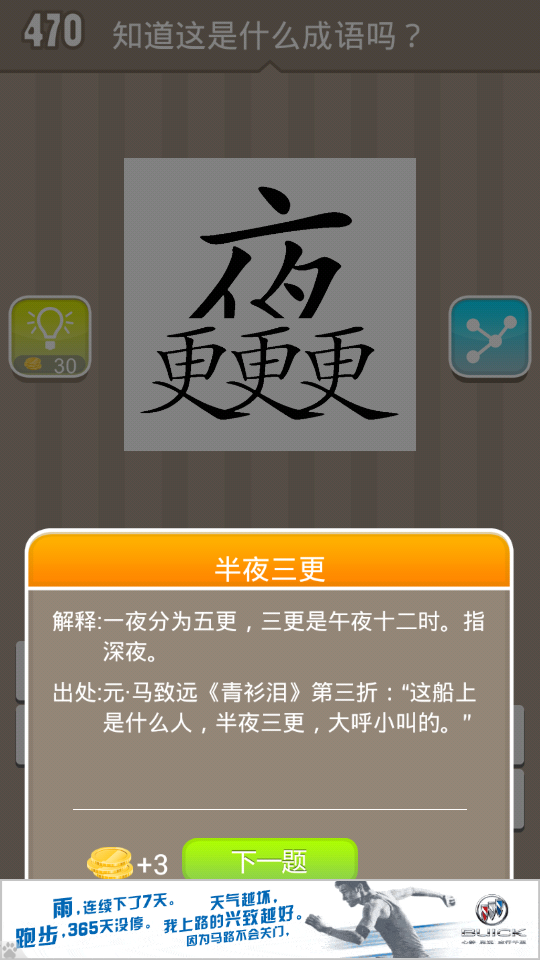 470 知道这是什么成语吗？
更更更
30
半夜三更
解释:一夜分为五更，三更是午夜十二时。指
深夜。
出处:元·马致远《青衫泪》第三折：“这船上
是什么人，半夜三更，大呼小叫的。”
+3 下一题
雨,连续下了7天。
跑步,365天没停。
天气越坏,
我上路的兴致越好。
因为马路不会关门,
BUICK